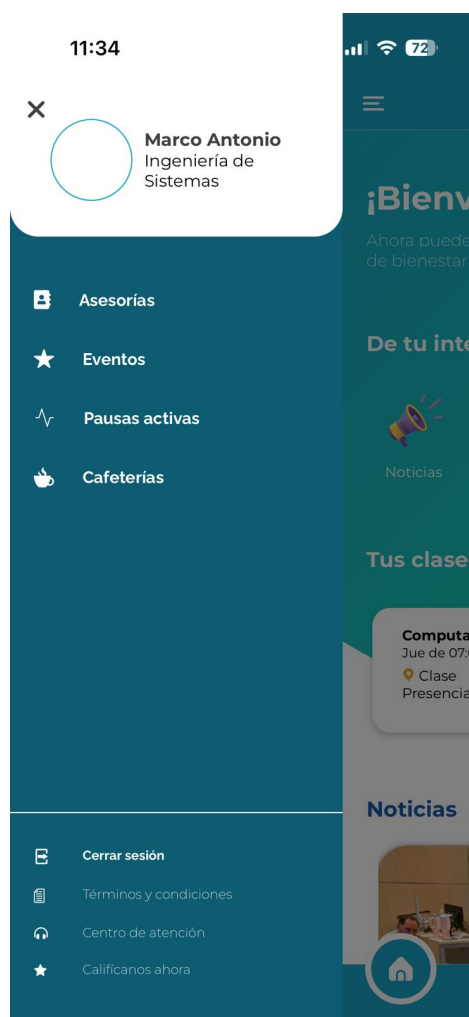 11:34
72
Marco Antonio
Ingeniería de
Sistemas
Asesorías
Eventos
Pausas activas
Cafeterías
Cerrar sesión
Términos y condiciones
Centro de atención
Califícanos ahora
¡Bienv
Ahora puede
de bienestar
De tu inte
Noticias
Tus clase
Computa
Jue de 07:
Clase
Presencia
Noticias